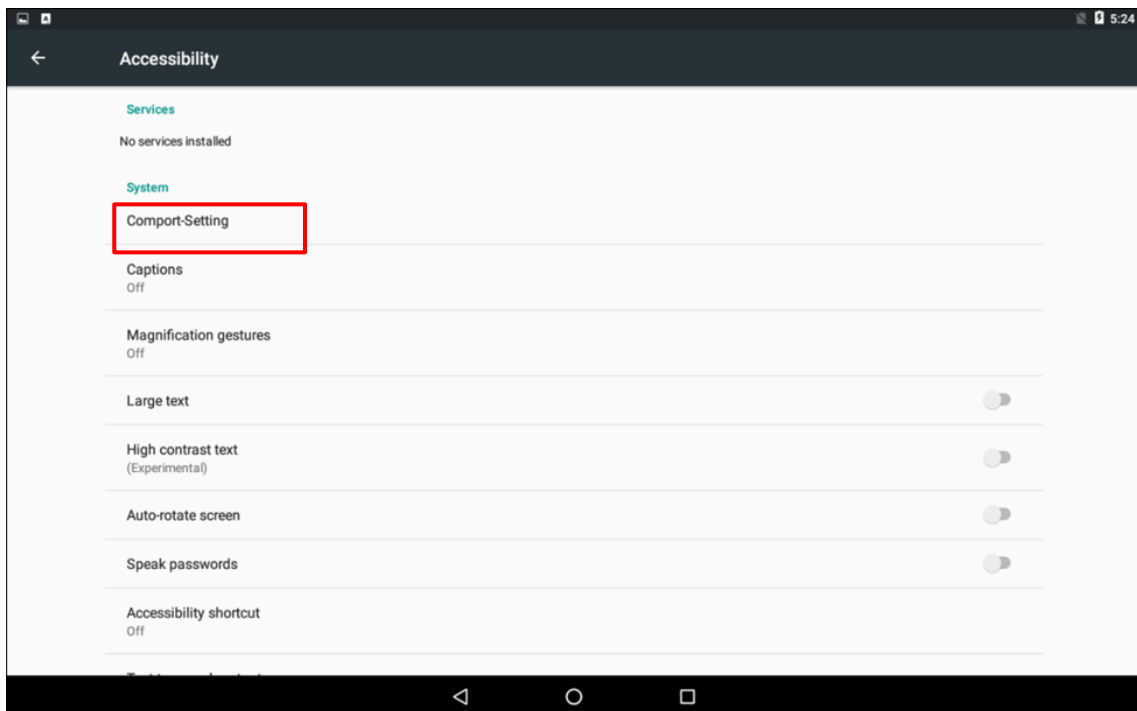 5:24
Accessibility
Services
No services installed
System
Comport-Setting
Captions
Off
Magnification gestures
Off
Large text
High contrast text
(Experimental)
Auto-rotate screen
Speak passwords
Accessibility shortcut
Off